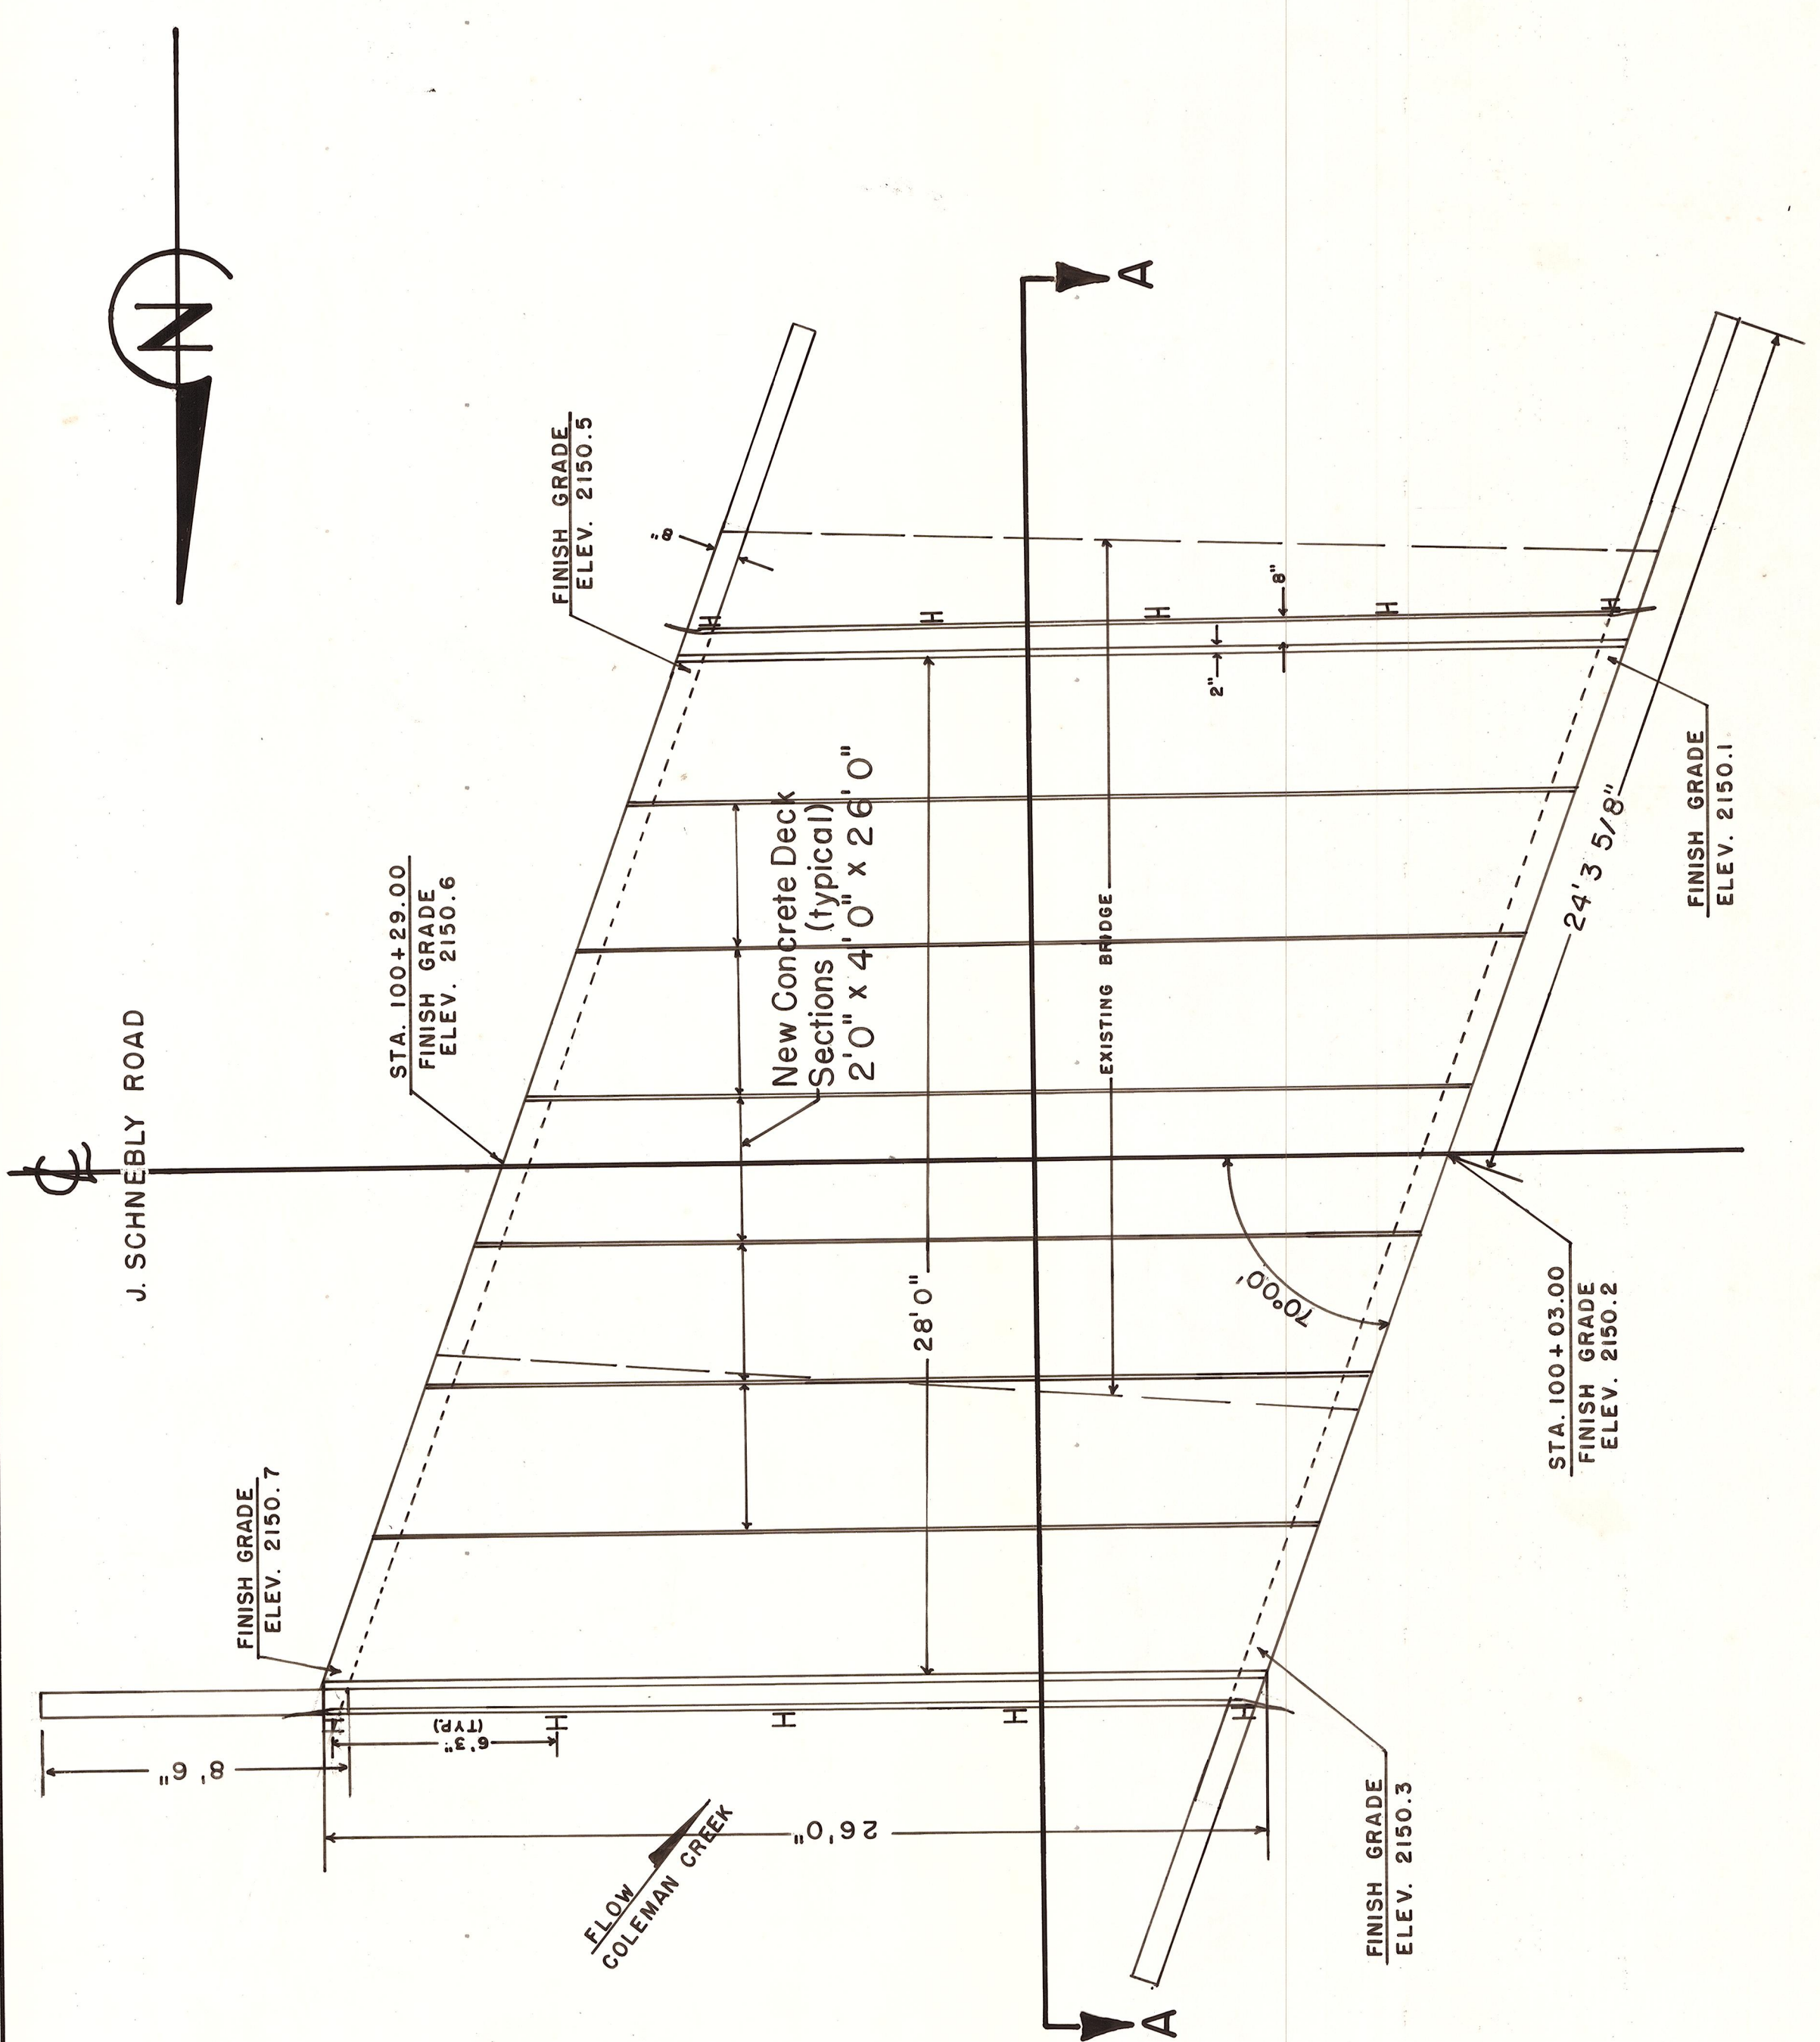 N
J. SCHNEBLY ROAD
STA. 100+29.00
FINISH GRADE
ELEV. 2150.6
FINISH GRADE
ELEV. 2150.5
FINISH GRADE
ELEV. 2150.7
8"
H
H
H
H
H
8"
2"
New Concrete Deck
Sections (typical)
2'0" x 4'0" x 26'0"
EXISTING BRIDGE
28'0"
70°00'
24'3 5/8"
FINISH GRADE
ELEV. 2150.1
STA. 100+03.00
FINISH GRADE
ELEV. 2150.2
FINISH GRADE
ELEV. 2150.3
H
H
H
H
H
6'3"
(TYP.)
8'6"
26'0"
FLOW
COLEMAN CREEK
A
A